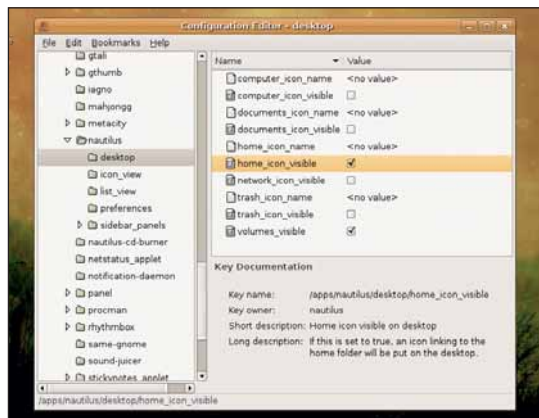 Configuration Editor - desktop
File Edit Bookmarks Help
gtali
gthumb
iagno
mahjongg
metacity
nautilus
desktop
icon_view
list_view
preferences
sidebar_panels
nautilus-cd-burner
netstatus_applet
notification-daemon
panel
procman
rhythmbox
same-gnome
sound-juicer
stickynotes_applet
Name Value
computer_icon_name <no value>
computer_icon_visible
documents_icon_name <no value>
documents_icon_visible
home_icon_name <no value>
home_icon_visible
network_icon_visible
trash_icon_name <no value>
trash_icon_visible
volumes_visible
Key Documentation
Key name: /apps/nautilus/desktop/home_icon_visible
Key owner: nautilus
Short description: Home icon visible on desktop
Long description: If this is set to true, an icon linking to the
home folder will be put on the desktop.
/apps/nautilus/desktop/home_icon_visible